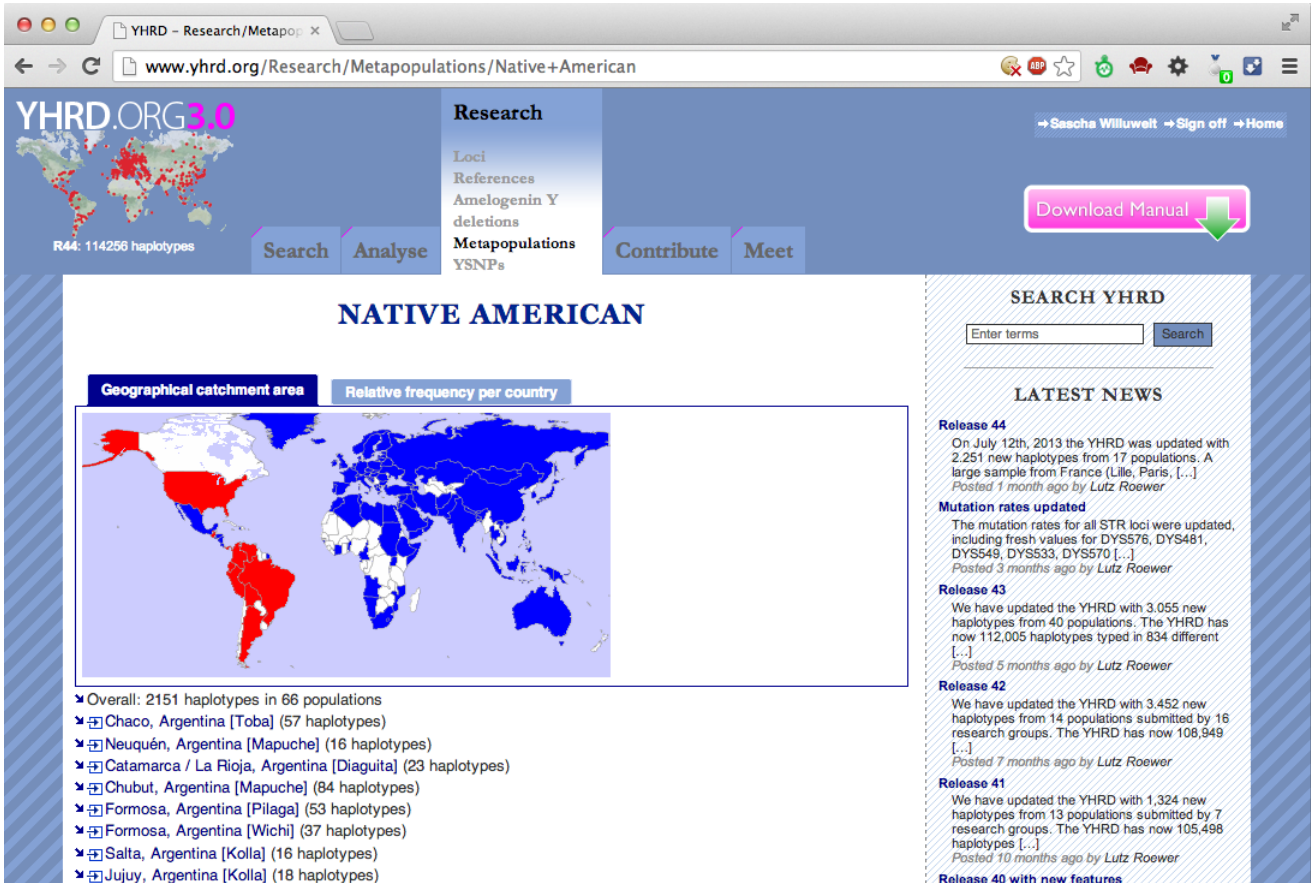 YHRD – Research/Metapop
www.yhrd.org/Research/Metapopulations/Native+American
ABP
0
YHRD.ORG3.0
R44: 114256 haplotypes
Search
Analyse
Research
Loci
References
Amelogenin Y
deletions
Metapopulations
YSNPs
Contribute
Meet
Sascha Willuweit Sign off Home
Download Manual
NATIVE AMERICAN
Geographical catchment area
Relative frequency per country
Overall: 2151 haplotypes in 66 populations
Chaco, Argentina [Toba] (57 haplotypes)
Neuquén, Argentina [Mapuche] (16 haplotypes)
Catamarca / La Rioja, Argentina [Diaguita] (23 haplotypes)
Chubut, Argentina [Mapuche] (84 haplotypes)
Formosa, Argentina [Pilaga] (53 haplotypes)
Formosa, Argentina [Wichi] (37 haplotypes)
Salta, Argentina [Kolla] (16 haplotypes)
Jujuy, Argentina [Kolla] (18 haplotypes)
SEARCH YHRD
Enter terms
Search
LATEST NEWS
Release 44
On July 12th, 2013 the YHRD was updated with
2.251 new haplotypes from 17 populations. A
large sample from France (Lille, Paris, […]
Posted 1 month ago by Lutz Roewer
Mutation rates updated
The mutation rates for all STR loci were updated,
including fresh values for DYS576, DYS481,
DYS549, DYS533, DYS570 […]
Posted 3 months ago by Lutz Roewer
Release 43
We have updated the YHRD with 3.055 new
haplotypes from 40 populations. The YHRD has
now 112,005 haplotypes typed in 834 different
[…]
Posted 5 months ago by Lutz Roewer
Release 42
We have updated the YHRD with 3.452 new
haplotypes from 14 populations submitted by 16
research groups. The YHRD has now 108,949
[…]
Posted 7 months ago by Lutz Roewer
Release 41
We have updated the YHRD with 1,324 new
haplotypes from 13 populations submitted by 7
research groups. The YHRD has now 105,498
haplotypes […]
Posted 10 months ago by Lutz Roewer
Release 40 with new features